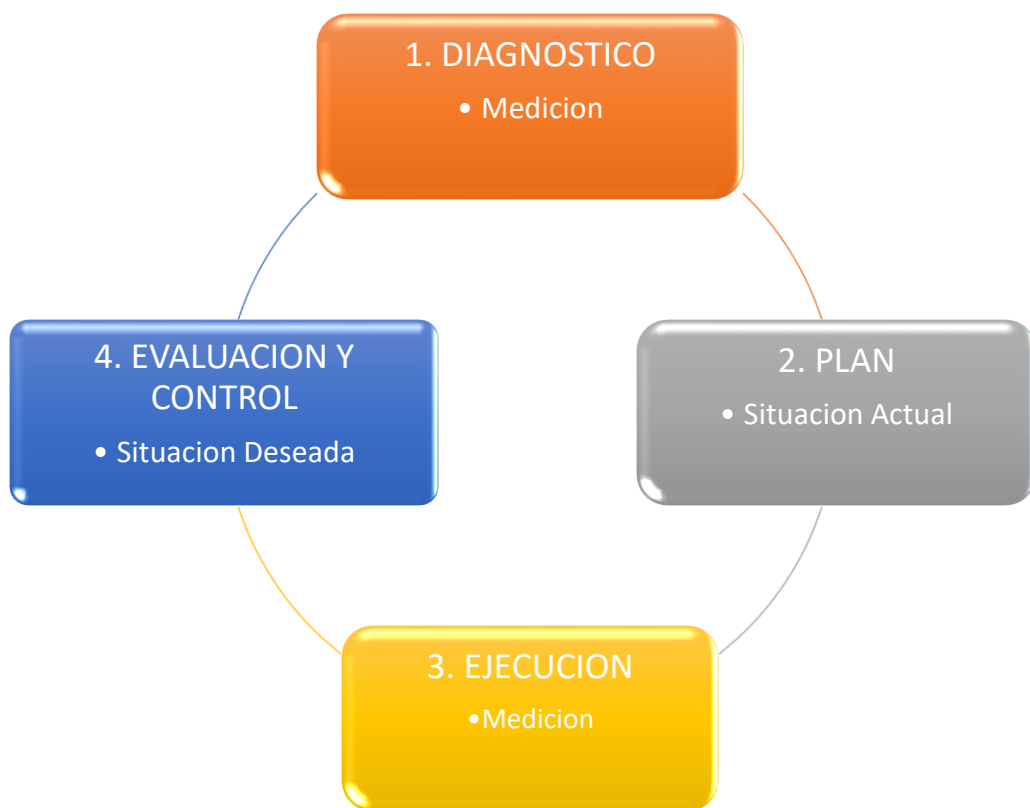 1. DIAGNOSTICO
• Medicion
2. PLAN
• Situacion Actual
3. EJECUCION
•Medicion
4. EVALUACION Y
CONTROL
• Situacion Deseada